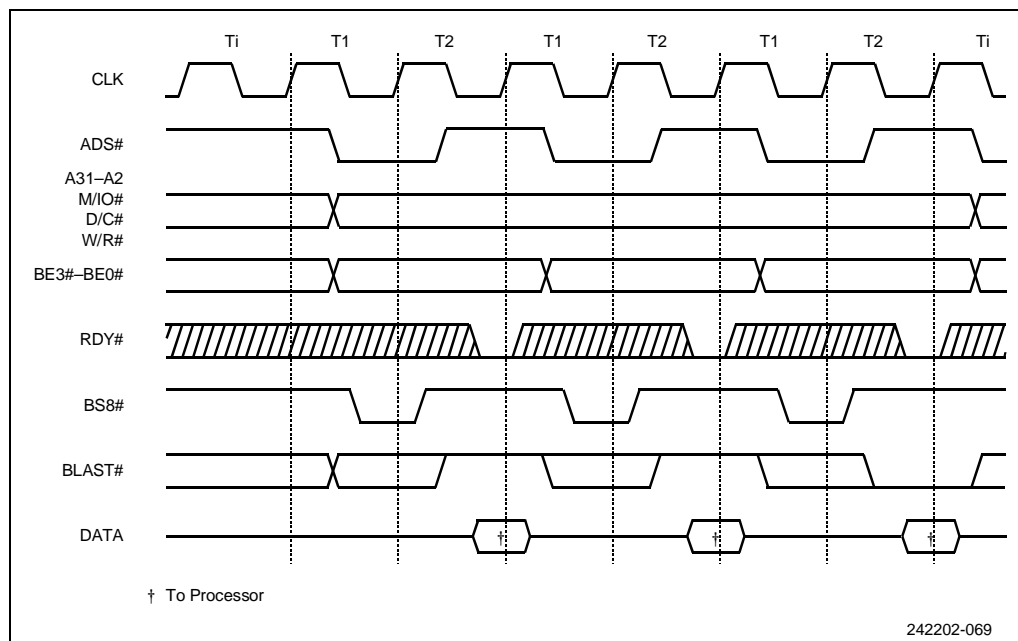 Ti T1 T2 T1 T2 T1 T2 Ti
CLK
ADS#
A31–A2
M/IO#
D/C#
W/R#
BE3#–BE0#
RDY#
BS8#
BLAST#
DATA
† † †
† To Processor
242202-069